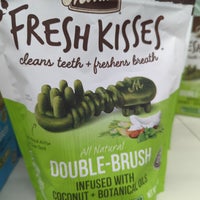 FRESH KISSES
cleans teeth + freshens breath
All Natural
DOUBLE-BRUSH
INFUSED WITH
COCONUT + BOTANICAL OILS